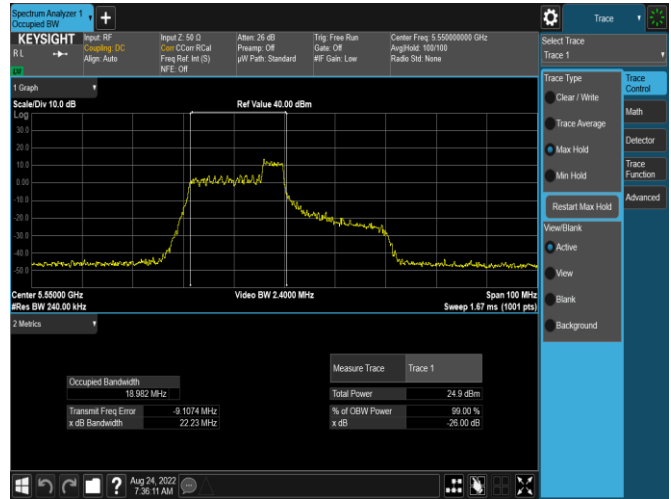 Spectrum Analyzer 1
Occupied BW
+
Trace
KEYSIGHT
R L
LW
Input: RF
Coupling: DC
Align: Auto
Input Z: 50 Ω
Corr CCorr RCal
Freq Ref: Int (S)
NFE: Off
Atten: 26 dB
Preamp: Off
µW Path: Standard
Trig: Free Run
Gate: Off
#IF Gain: Low
Center Freq: 5.550000000 GHz
Avg|Hold: 100/100
Radio Std: None
Select Trace
Trace 1
1 Graph
Scale/Div 10.0 dB
Ref Value 40.00 dBm
Log
30.0
20.0
10.0
0.00
-10.0
-20.0
-30.0
-40.0
-50.0
Center 5.55000 GHz
#Res BW 240.00 kHz
Video BW 2.4000 MHz
Span 100 MHz
Sweep 1.67 ms (1001 pts)
Trace Type
Clear / Write
Trace Average
Max Hold
Min Hold
Restart Max Hold
View/Blank
Active
View
Blank
Background
Trace
Control
Math
Detector
Trace
Function
Advanced
2 Metrics
Measure Trace Trace 1
Occupied Bandwidth
18.982 MHz
Total Power 24.9 dBm
Transmit Freq Error -9.1074 MHz
% of OBW Power 99.00 %
x dB Bandwidth 22.23 MHz
x dB -26.00 dB
?
Aug 24, 2022
7:36:11 AM